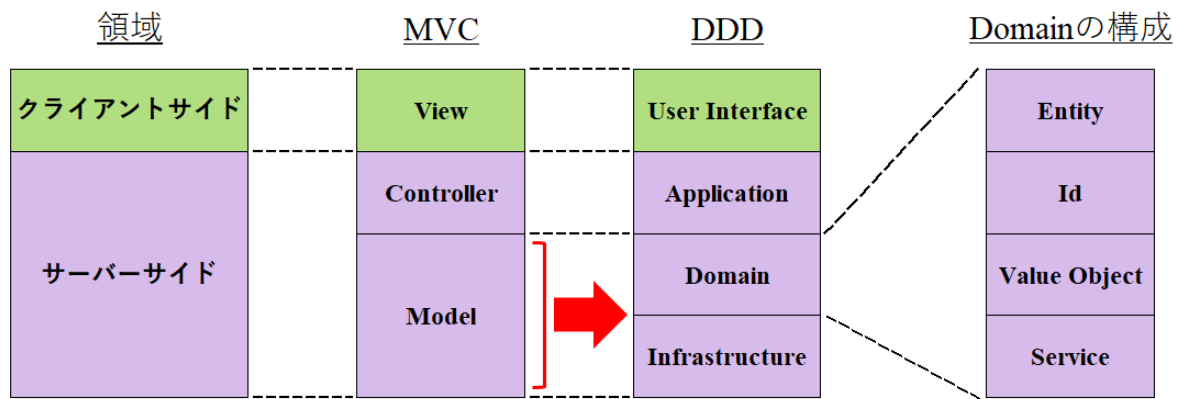 領域
MVC
DDD
Domainの構成
クライアントサイド
View
User Interface
Entity
Controller
Application
Id
サーバーサイド
Model
Domain
Value Object
Infrastructure
Service